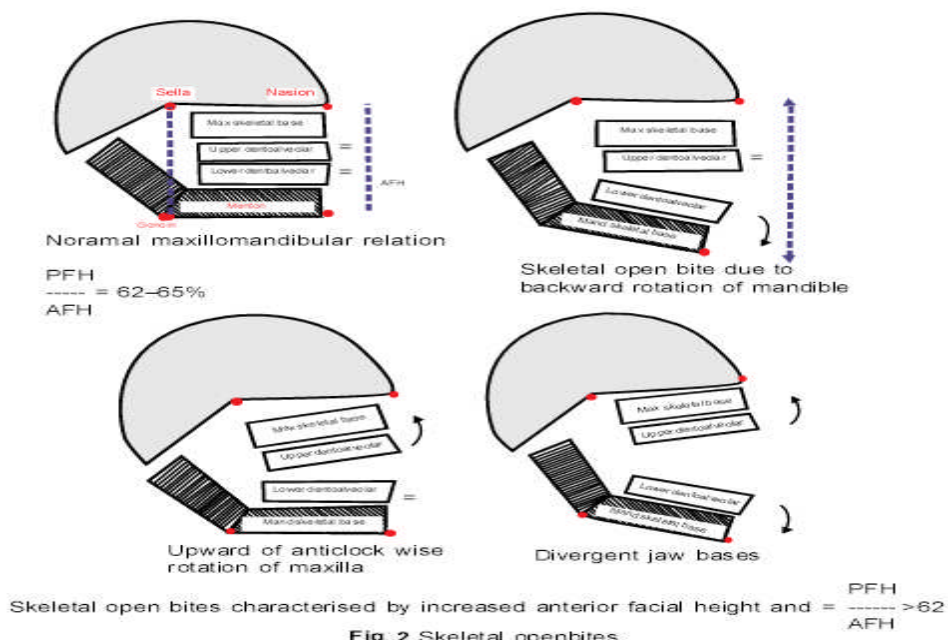 Sella
Nasion
Max skeletal base
Upper dentoalveolar =
Lower dentoalveolar =
AFH
Menton
Gonion
Noramal maxillomandibular relation
PFH
----- = 62–65%
AFH
Max skeletal base
Upper dentoalveolar =
Lower dentoalveolar
Mand skeletal base
Skeletal open bite due to
backward rotation of mandible
Max skeletal base
Upper dentoalveolar
Lower dentoalveolar =
Mand skeletal base
Upward of anticlock wise
rotation of maxilla
Max skeletal base
Upper dentoalveolar
Lower dentoalveolar
Mand skeletal base
Divergent jaw bases
PFH
Skeletal open bites characterised by increased anterior facial height and = ------ >62
AFH
Fig. 2 Skeletal openbites